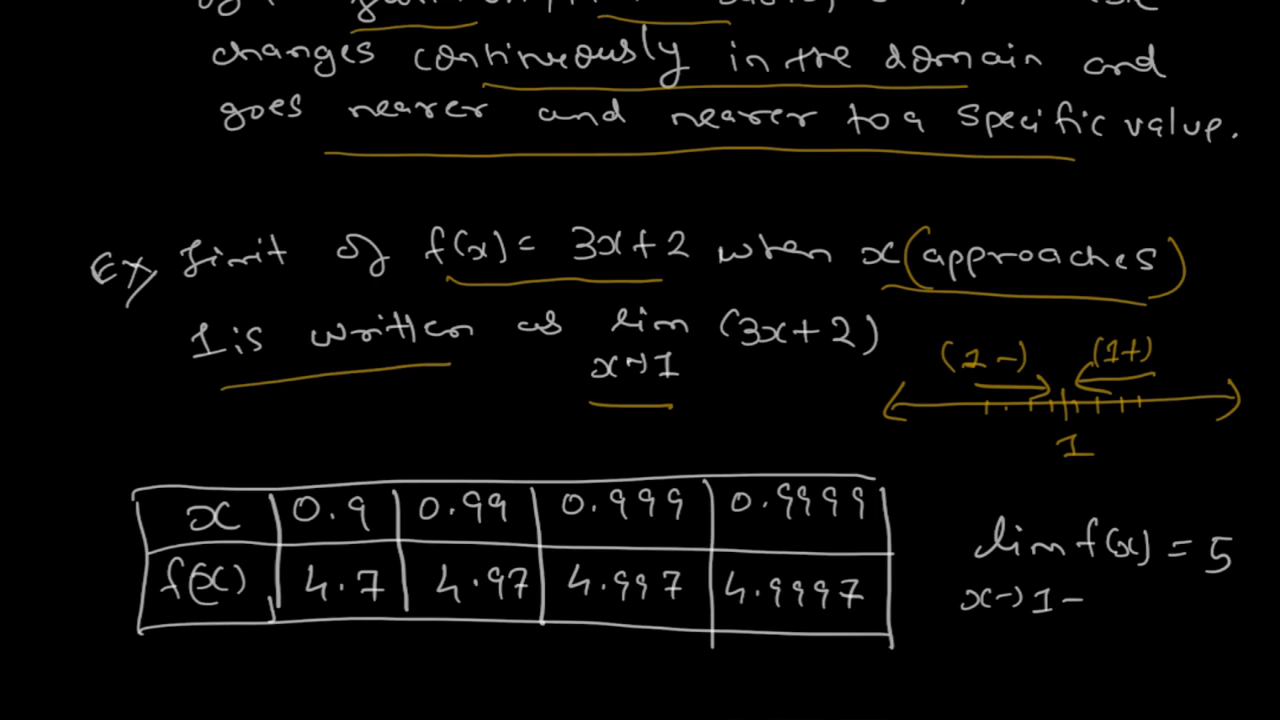 changes continuously in the domain and
goes nearer and nearer to a specific value.
Ex, Limit of f(x) = 3x+2 when x (approaches)
1 is written as lim (3x+2)
x→1
(1-) (1+)
1
x 0.9 0.99 0.999 0.9999
f(x) 4.7 4.97 4.997 4.9997
lim f(x) = 5
x→1-